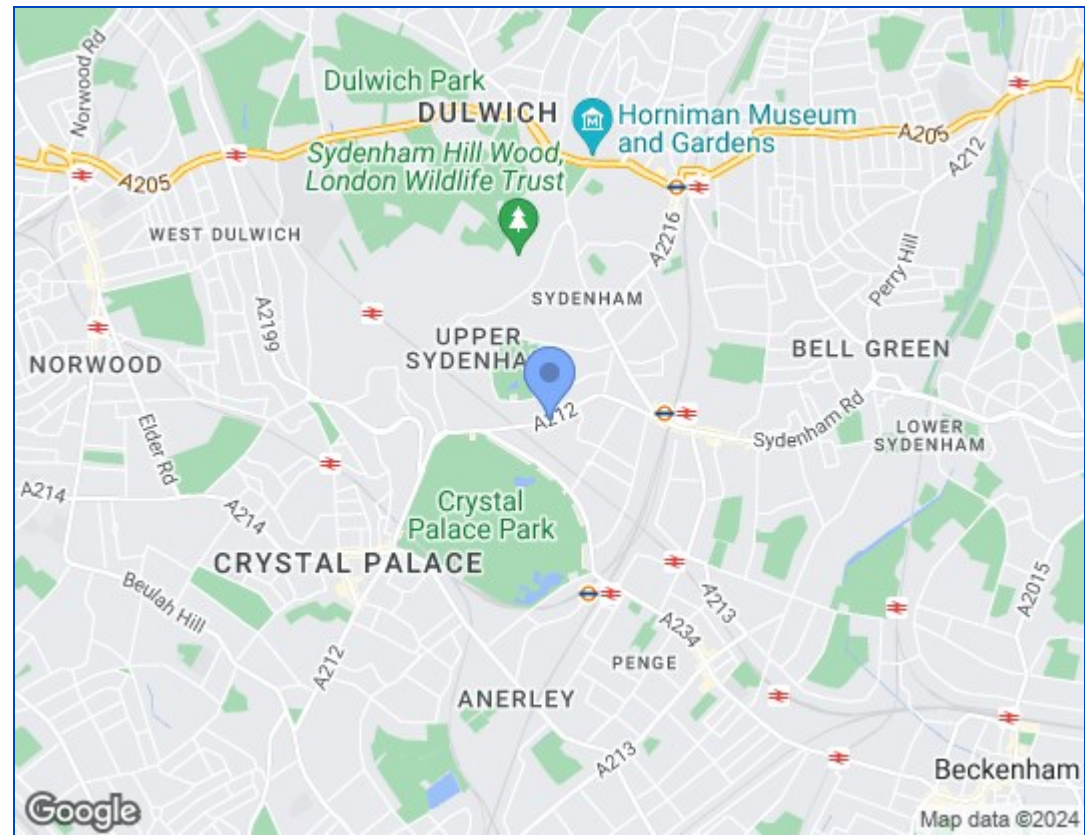 Norwood Rd
Dulwich Park
DULWICH
Horniman Museum
and Gardens
A205
A212
Sydenham Hill Wood,
London Wildlife Trust
A205
WEST DULWICH
A2216
Perry Hill
SYDENHAM
A2199
UPPER
SYDENHA
BELL GREEN
NORWOOD
A212
Sydenham Rd
LOWER
SYDENHAM
Elder Rd
A214
A214
Crystal
Palace Park
CRYSTAL PALACE
Beulah Hill
A213
A2015
A234
A212
PENGE
ANERLEY
A213
Beckenham
Google
Map data ©2024